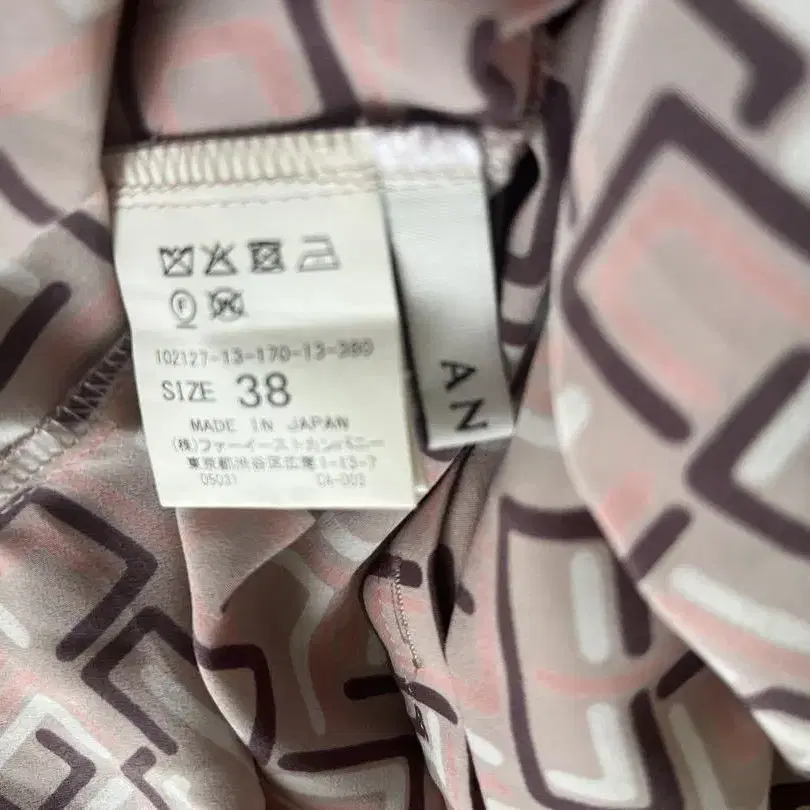 102127-13-170-13-380
SIZE 38
MADE IN JAPAN
(株)ファーイーストカンパニー
東京都渋谷区広尾1-13-7
05031 CA-003
AN